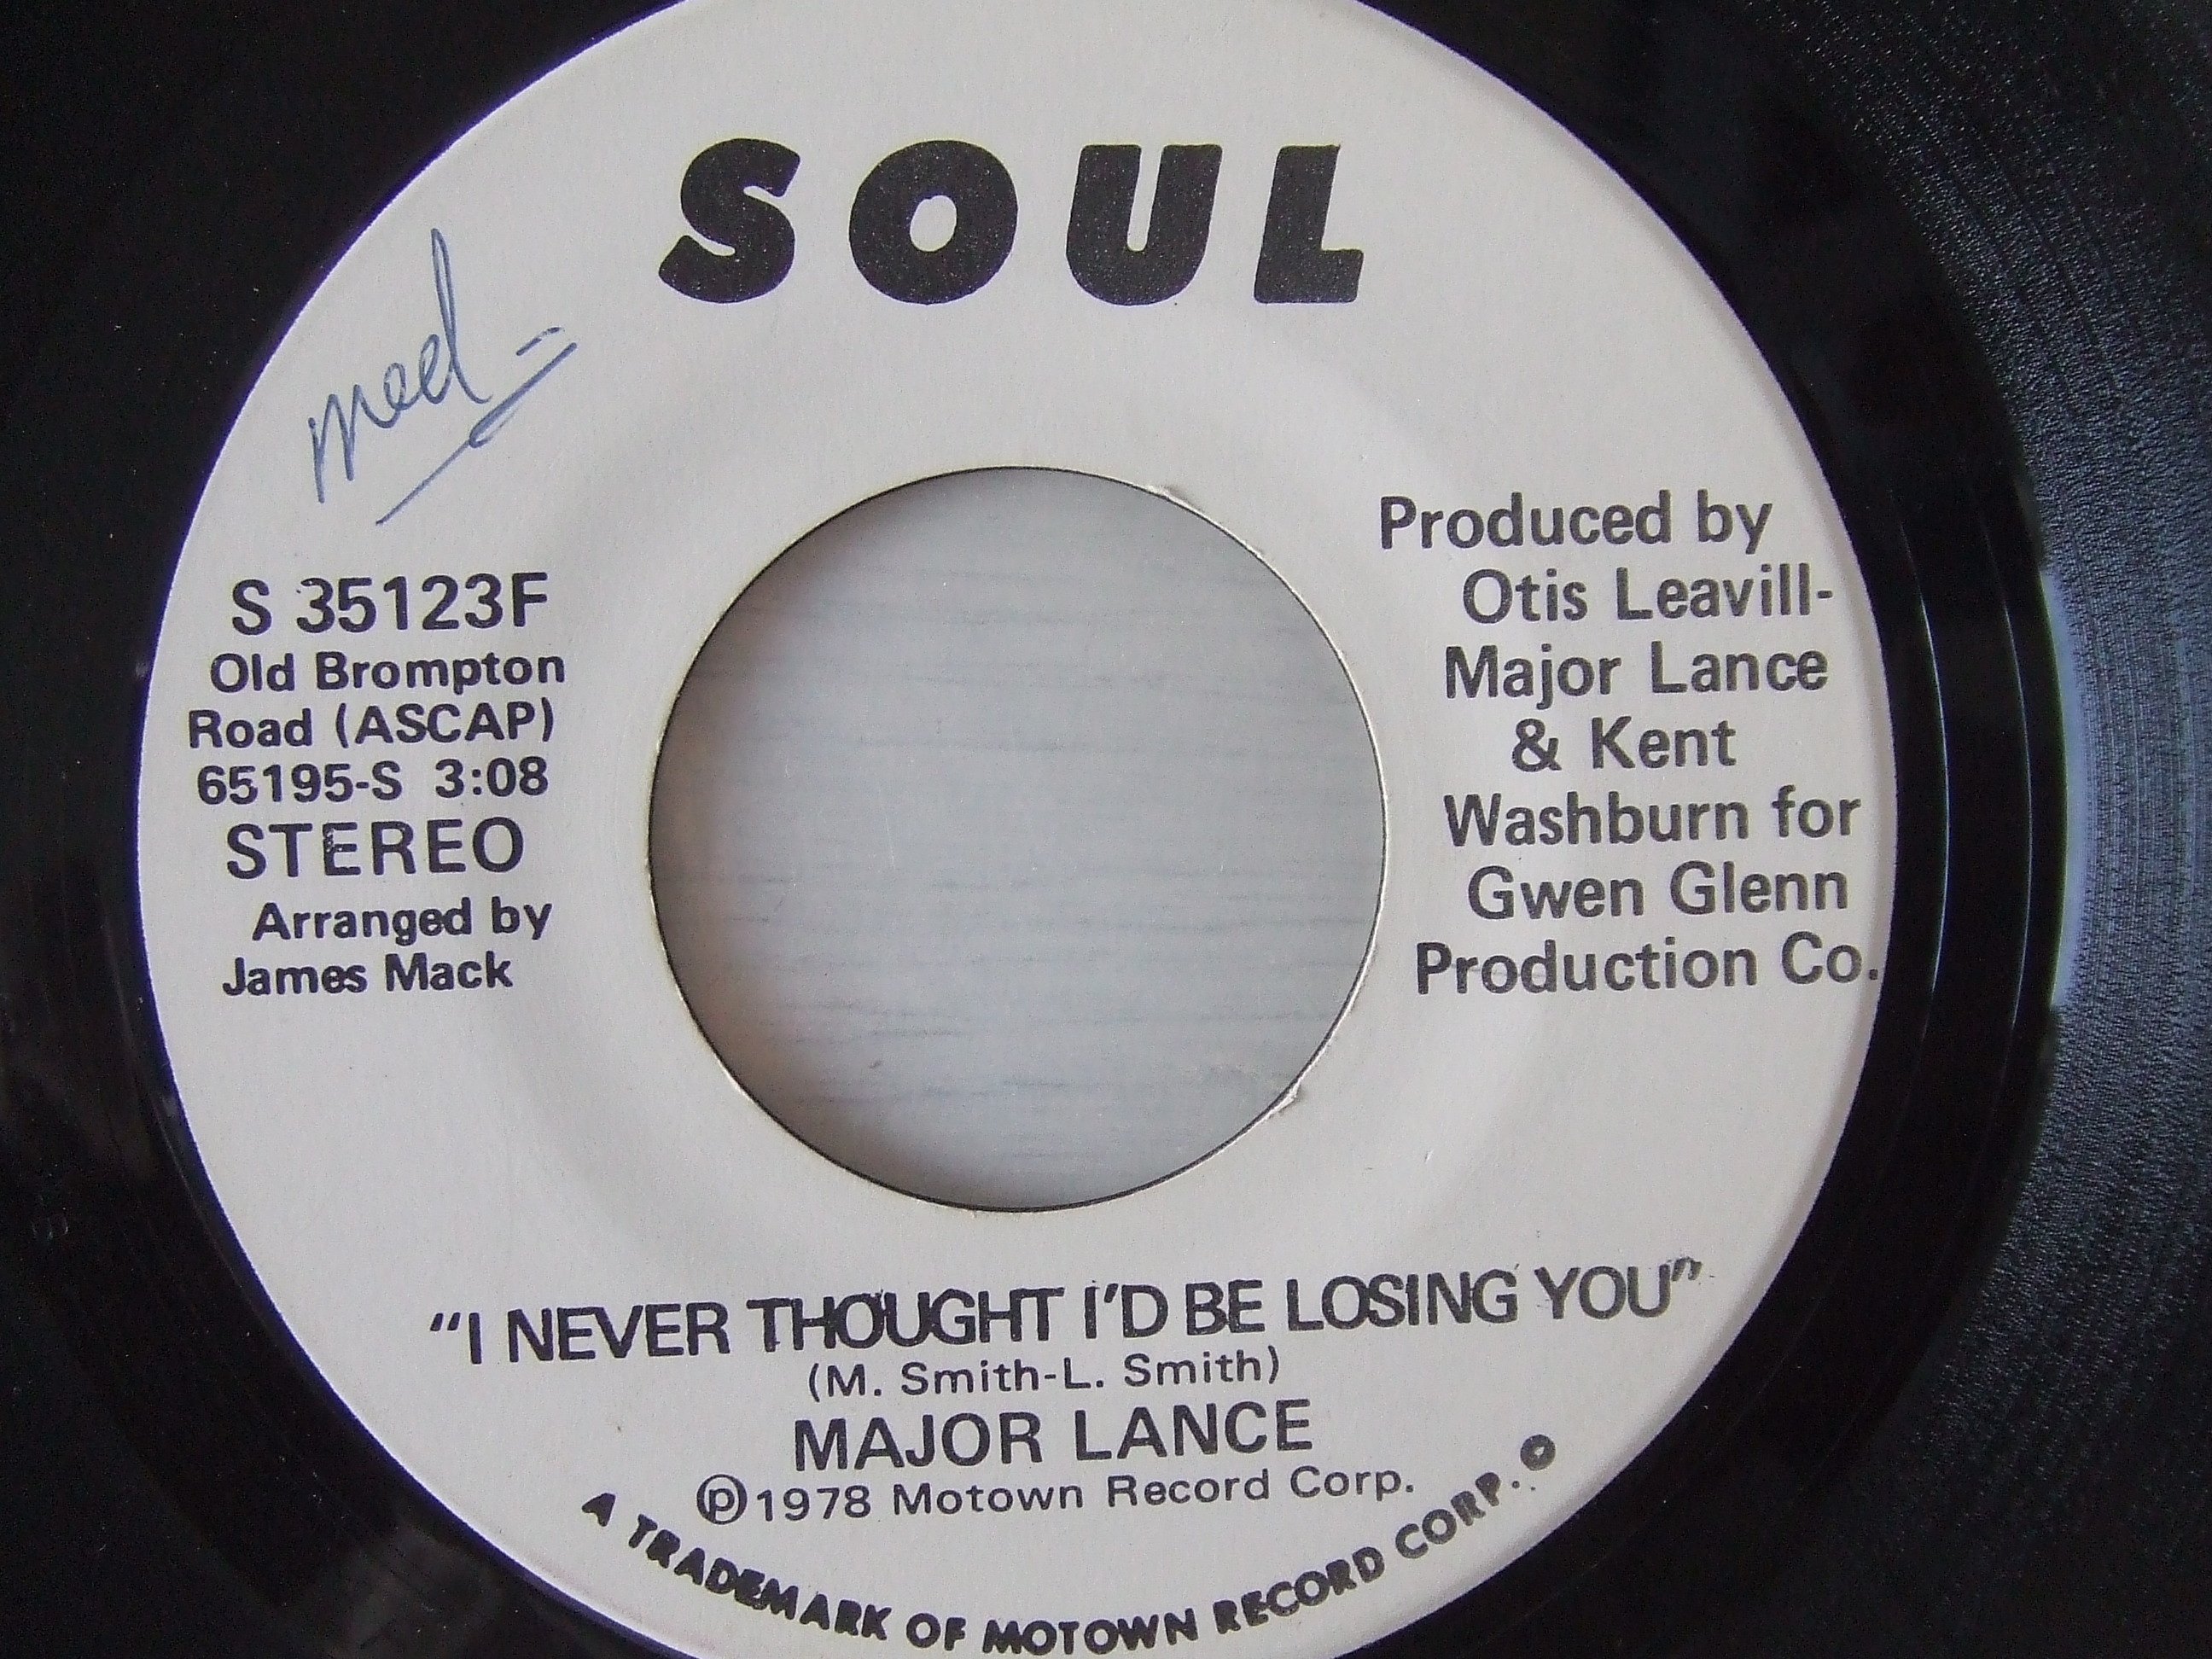 SOUL
med
S 35123F
Old Brompton
Road (ASCAP)
65195-S 3:08
STEREO
Arranged by
James Mack
Produced by
Otis Leavill-
Major Lance
& Kent
Washburn for
Gwen Glenn
Production Co.
"I NEVER THOUGHT I'D BE LOSING YOU"
(M. Smith-L. Smith)
MAJOR LANCE
℗1978 Motown Record Corp.
A TRADEMARK OF MOTOWN RECORD CORP.